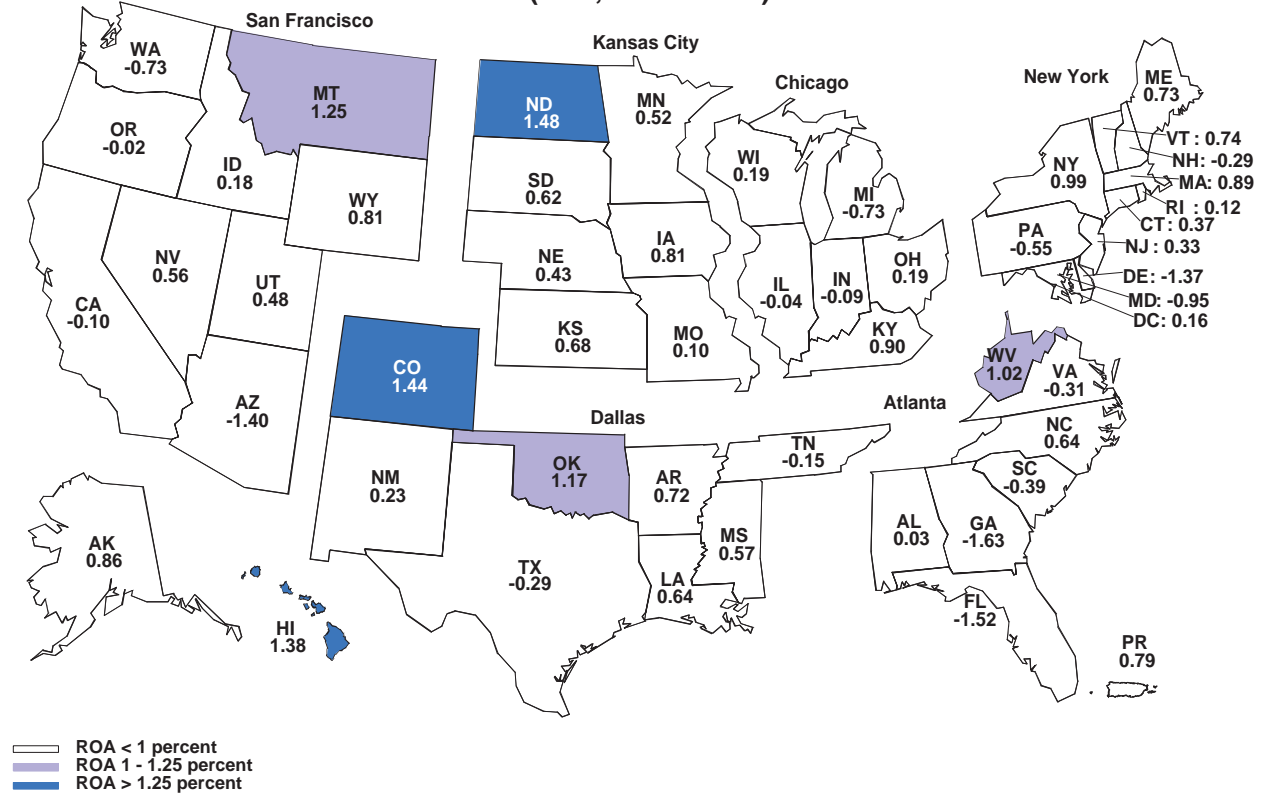 San Francisco
WA
-0.73
OR
-0.02
ID
0.18
MT
1.25
WY
0.81
NV
0.56
UT
0.48
CA
-0.10
AZ
-1.40
CO
1.44
NM
0.23
AK
0.86
HI
1.38
Kansas City
ND
1.48
MN
0.52
SD
0.62
NE
0.43
IA
0.81
KS
0.68
MO
0.10
Dallas
OK
1.17
AR
0.72
TX
-0.29
LA
0.64
MS
0.57
TN
-0.15
Chicago
WI
0.19
MI
-0.73
IL
-0.04
IN
-0.09
OH
0.19
KY
0.90
New York
ME
0.73
NY
0.99
VT : 0.74
NH: -0.29
MA: 0.89
RI : 0.12
CT: 0.37
NJ : 0.33
PA
-0.55
DE: -1.37
MD: -0.95
DC: 0.16
Atlanta
WV
1.02
VA
-0.31
NC
0.64
SC
-0.39
AL
0.03
GA
-1.63
FL
-1.52
PR
0.79
ROA < 1 percent
ROA 1 - 1.25 percent
ROA > 1.25 percent